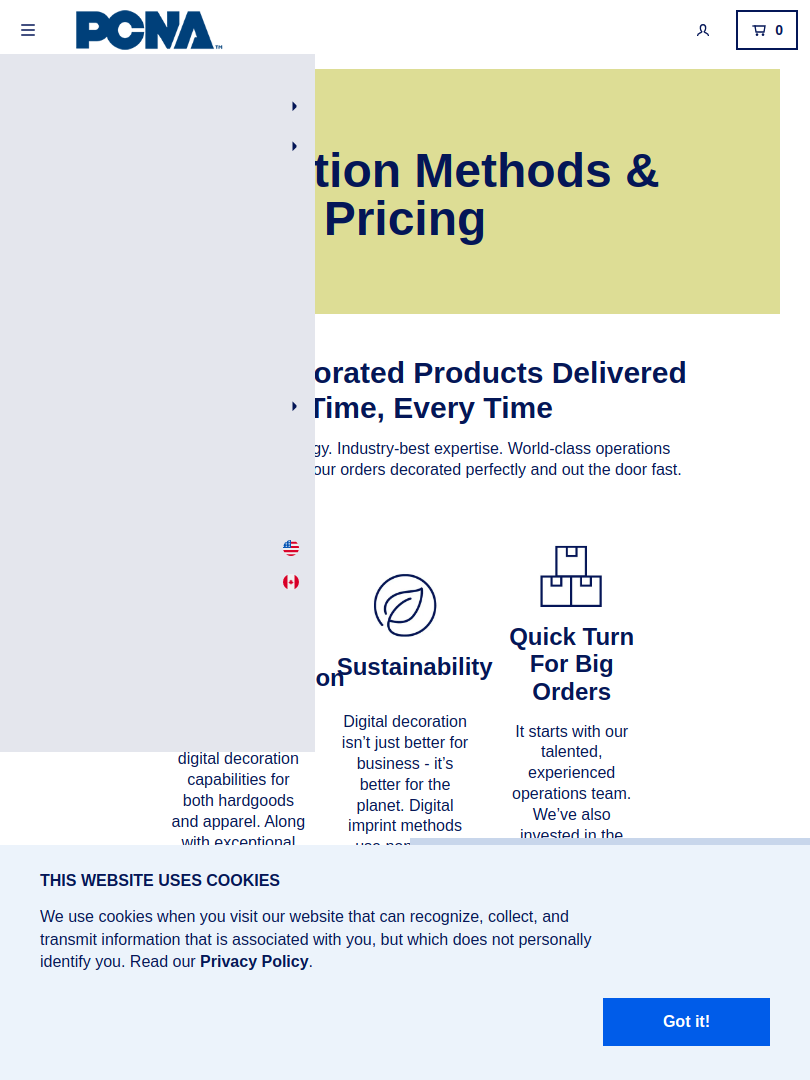 PCNA™
0
tion Methods &
Pricing
orated Products Delivered
Time, Every Time
gy. Industry-best expertise. World-class operations
our orders decorated perfectly and out the door fast.
on
digital decoration
capabilities for
both hardgoods
and apparel. Along
with exceptional
Sustainability
Digital decoration
isn’t just better for
business - it’s
better for the
planet. Digital
imprint methods
Quick Turn
For Big
Orders
It starts with our
talented,
experienced
operations team.
We’ve also
invested in the
THIS WEBSITE USES COOKIES
We use cookies when you visit our website that can recognize, collect, and
transmit information that is associated with you, but which does not personally
identify you. Read our Privacy Policy.
Got it!